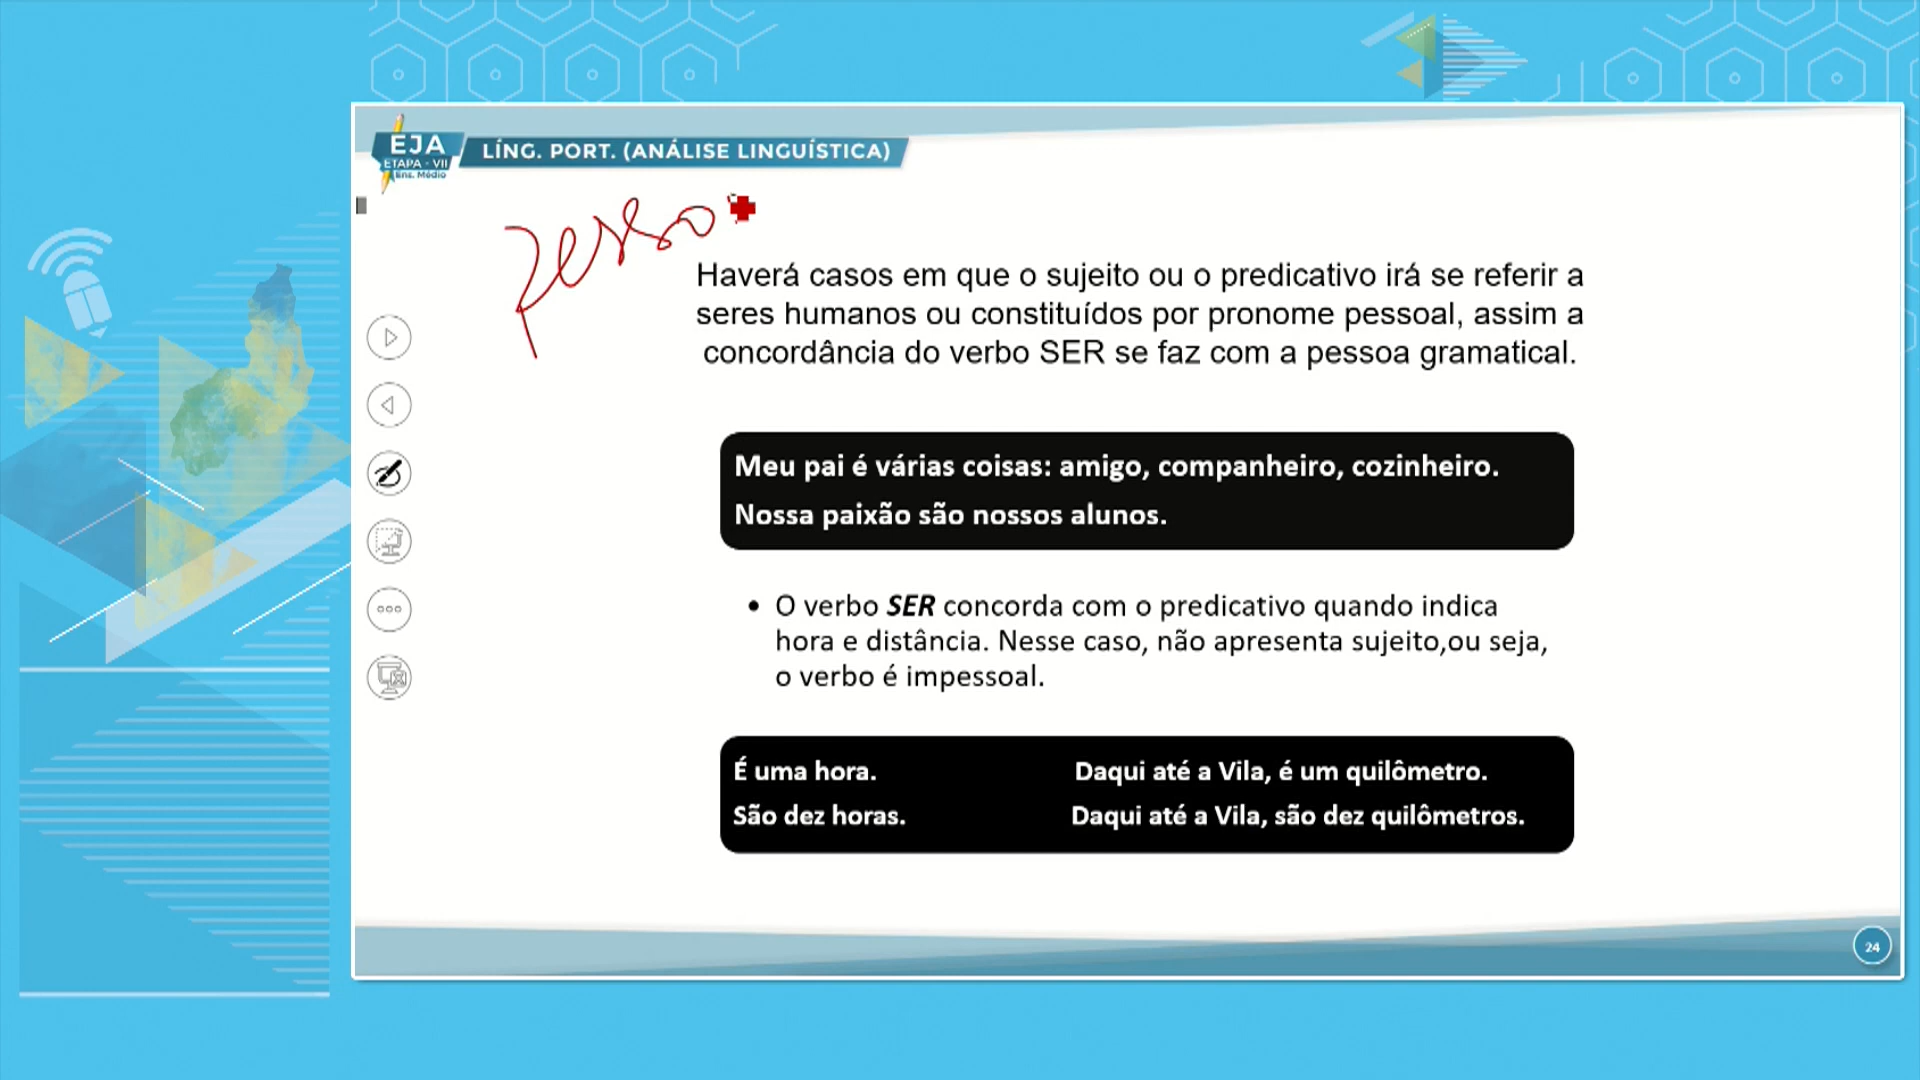 EJA
ETAPA - VII
Ens. Médio
LÍNG. PORT. (ANÁLISE LINGUÍSTICA)
Pesso
Haverá casos em que o sujeito ou o predicativo irá se referir a
seres humanos ou constituídos por pronome pessoal, assim a
concordância do verbo SER se faz com a pessoa gramatical.
Meu pai é várias coisas: amigo, companheiro, cozinheiro.
Nossa paixão são nossos alunos.
• O verbo SER concorda com o predicativo quando indica
hora e distância. Nesse caso, não apresenta sujeito,ou seja,
o verbo é impessoal.
É uma hora.
São dez horas.
Daqui até a Vila, é um quilômetro.
Daqui até a Vila, são dez quilômetros.
24